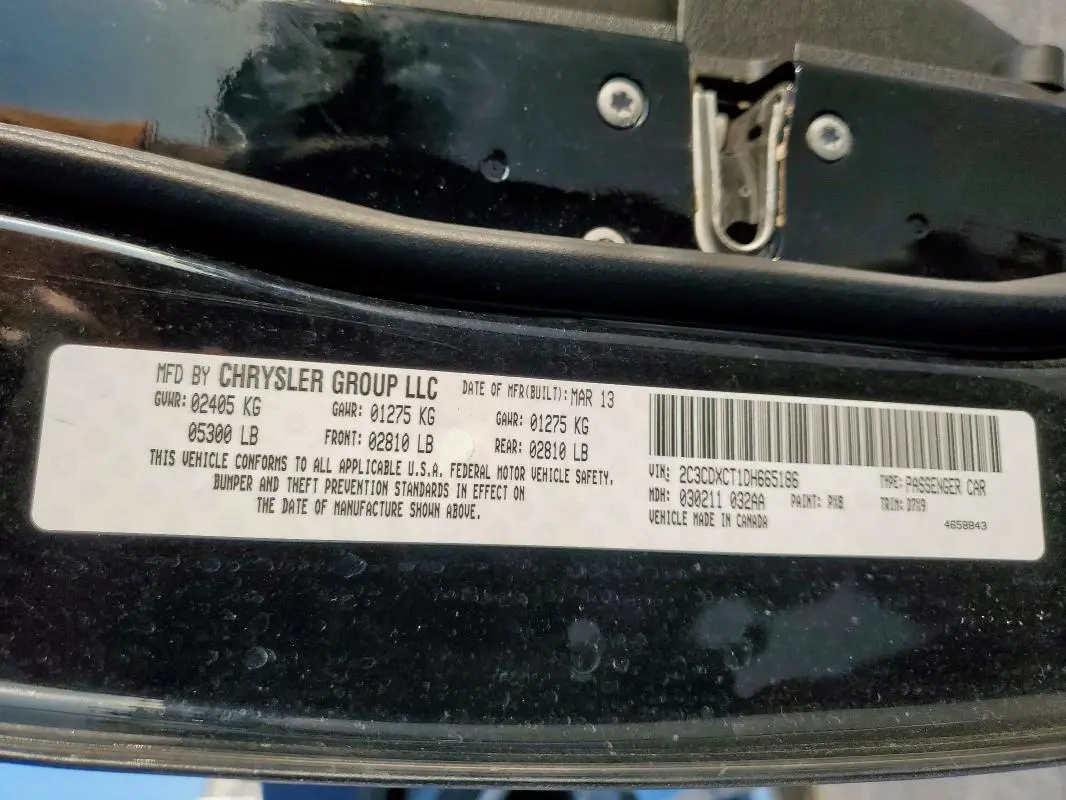 MFD BY CHRYSLER GROUP LLC DATE OF MFR(BUILT): MAR 13
GVWR: 02405 KG GAWR: 01275 KG GAWR: 01275 KG
05300 LB FRONT: 02810 LB REAR: 02810 LB
THIS VEHICLE CONFORMS TO ALL APPLICABLE U.S.A. FEDERAL MOTOR VEHICLE SAFETY,
BUMPER AND THEFT PREVENTION STANDARDS IN EFFECT ON
THE DATE OF MANUFACTURE SHOWN ABOVE.
VIN: 2C3CDXCT1DH665186 TYPE: PASSENGER CAR
MDH: 030211 032AA PAINT: PX8 TRIM: D7X9
VEHICLE MADE IN CANADA 4658843